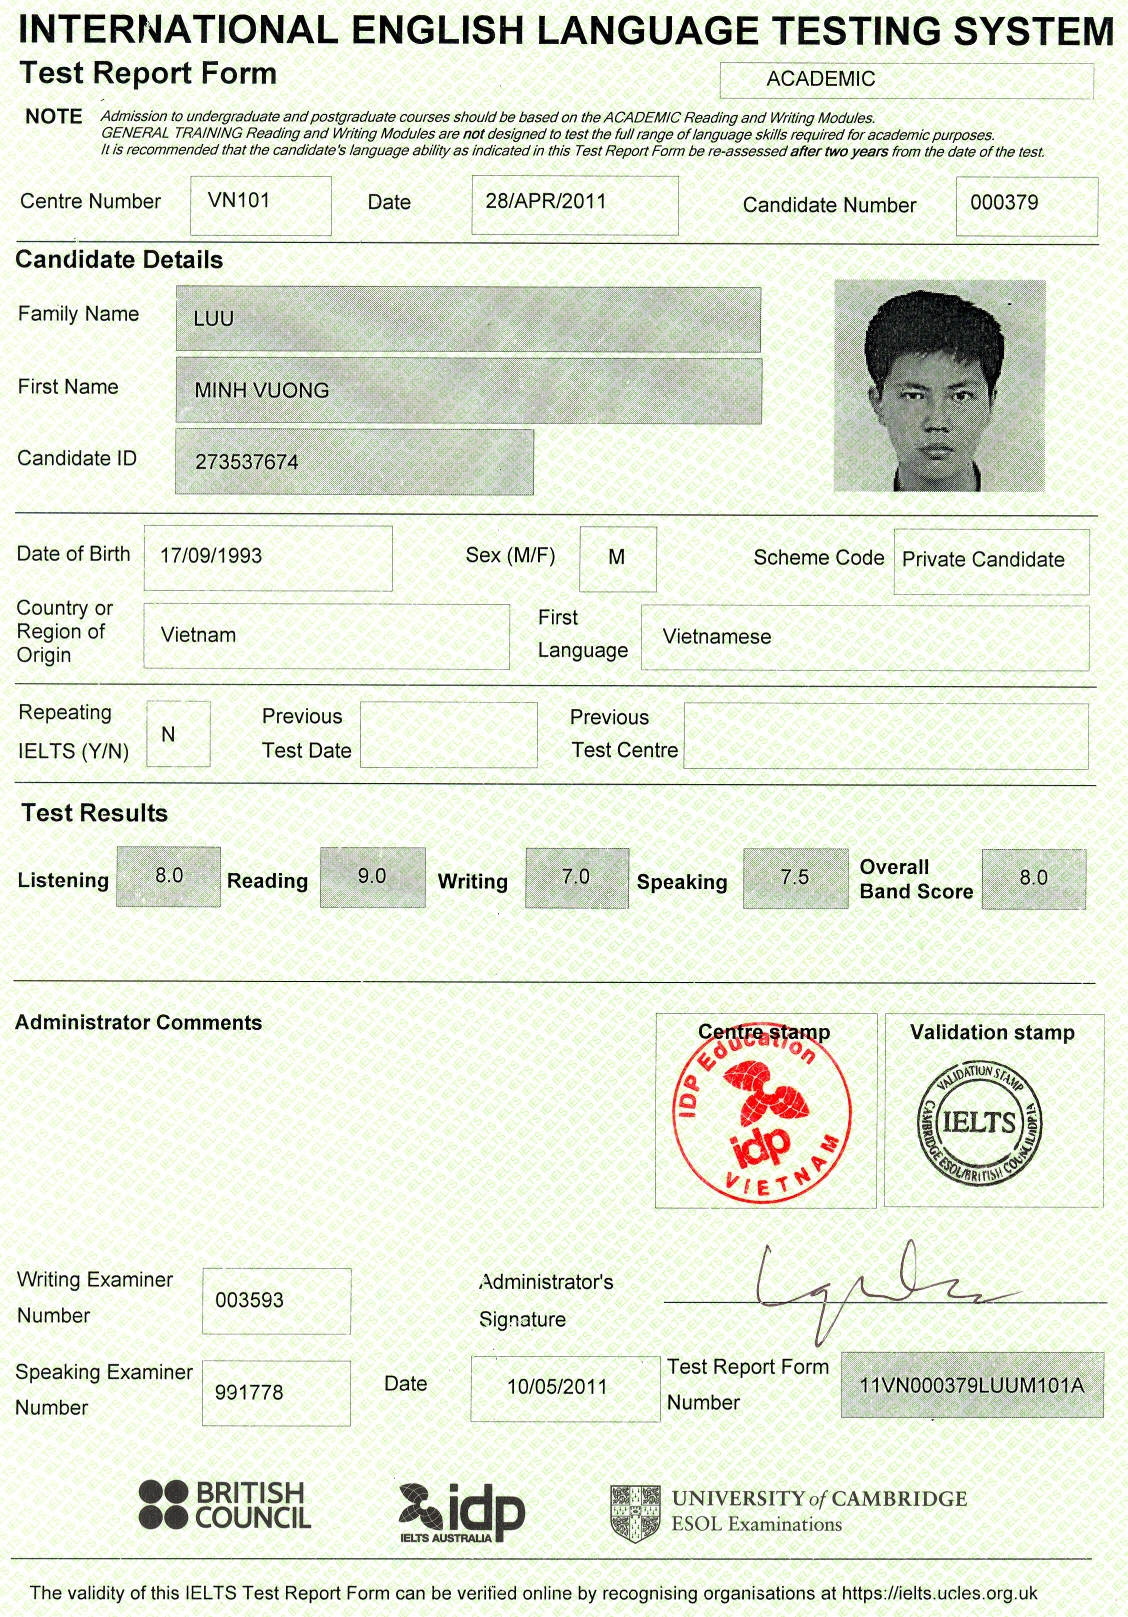 INTERNATIONAL ENGLISH LANGUAGE TESTING SYSTEM
Test Report Form
ACADEMIC
NOTE Admission to undergraduate and postgraduate courses should be based on the ACADEMIC Reading and Writing Modules.
GENERAL TRAINING Reading and Writing Modules are not designed to test the full range of language skills required for academic purposes.
It is recommended that the candidate's language ability as indicated in this Test Report Form be re-assessed after two years from the date of the test.
Centre Number VN101 Date 28/APR/2011 Candidate Number 000379
Candidate Details
Family Name LUU
First Name MINH VUONG
Candidate ID 273537674
Date of Birth 17/09/1993 Sex (M/F) M Scheme Code Private Candidate
Country or
Region of
Origin
Vietnam
First
Language
Vietnamese
Repeating
IELTS (Y/N)
N
Previous
Test Date
Previous
Test Centre
Test Results
Listening 8.0 Reading 9.0 Writing 7.0 Speaking 7.5
Overall
Band Score
8.0
Administrator Comments
Centre stamp
IDP Education
idp
VIETNAM
Validation stamp
VALIDATION STAMP
IELTS
CAMBRIDGE ESOL/BRITISH COUNCIL/IDP:IA
Writing Examiner
Number
003593
Administrator's
Signature
Speaking Examiner
Number
991778
Date 10/05/2011
Test Report Form
Number
11VN000379LUUM101A
BRITISH
COUNCIL
idp
IELTS AUSTRALIA
UNIVERSITY of CAMBRIDGE
ESOL Examinations
The validity of this IELTS Test Report Form can be verified online by recognising organisations at https://ielts.ucles.org.uk